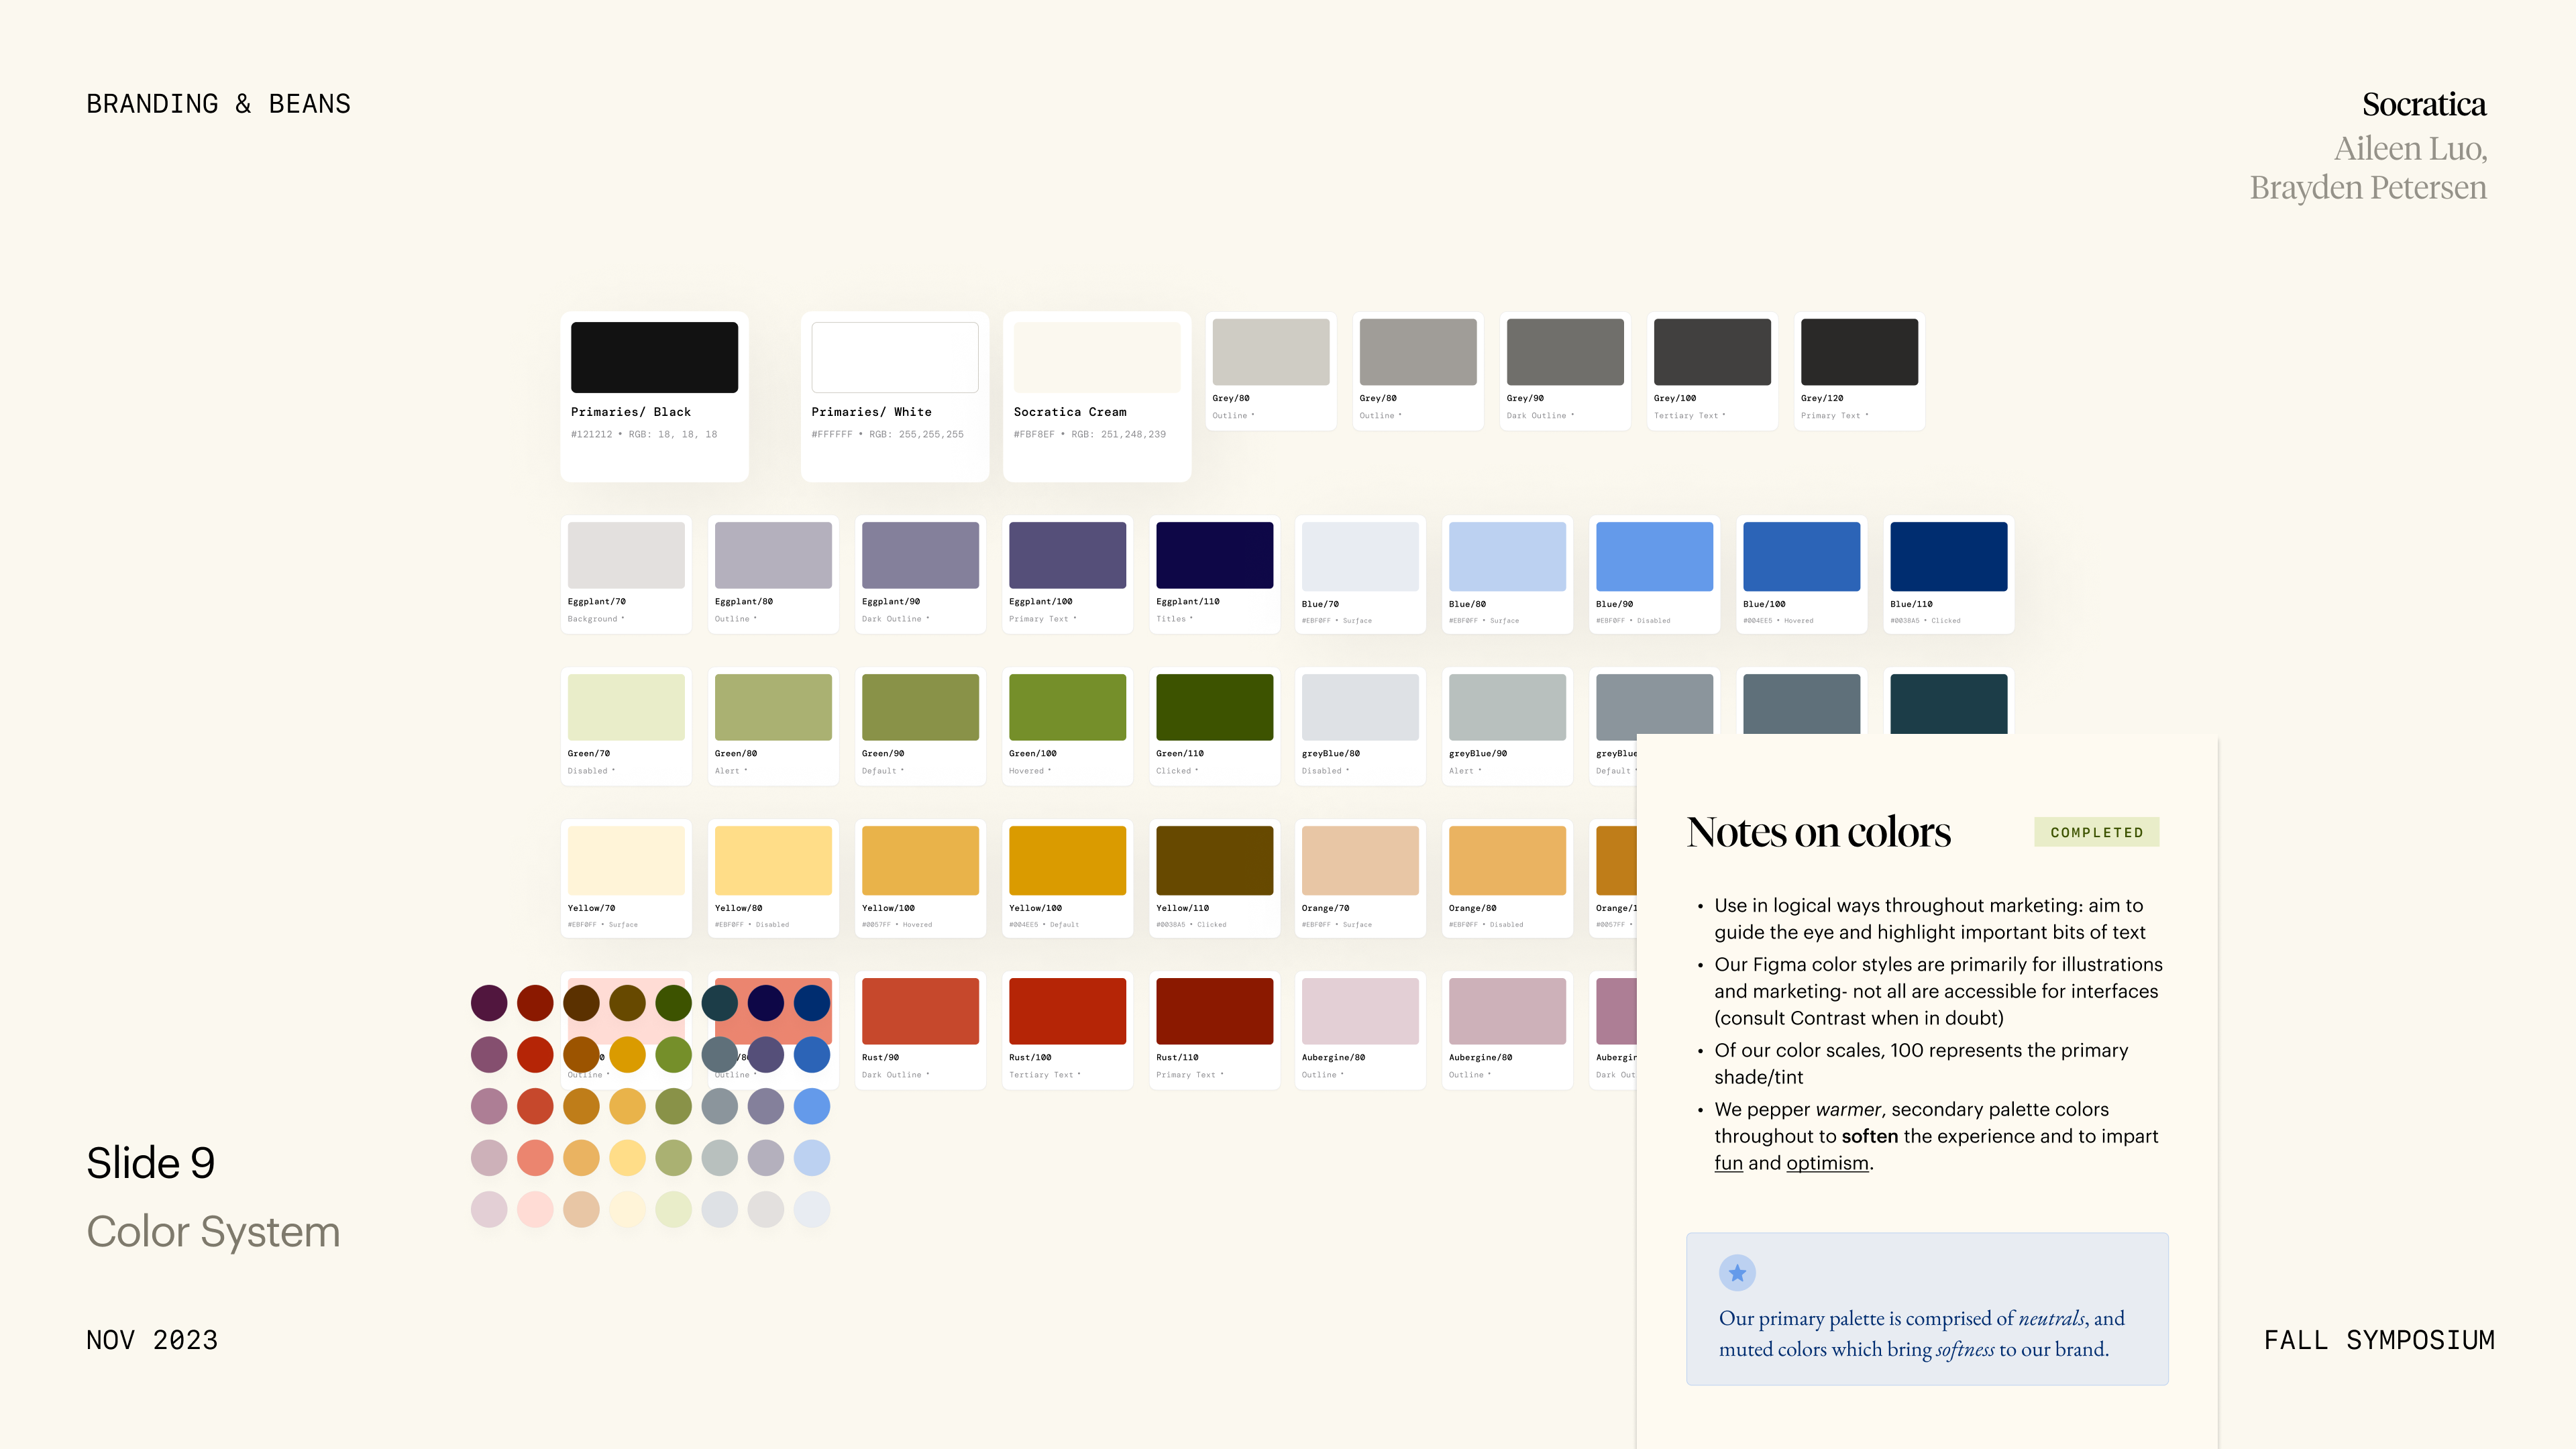 BRANDING & BEANS
Socratica
Aileen Luo,
Brayden Petersen
Primaries/ Black
#121212 • RGB: 18, 18, 18
Primaries/ White
#FFFFFF • RGB: 255,255,255
Socratica Cream
#FBF8EF • RGB: 251,248,239
Grey/80
Outline •
Grey/80
Outline •
Grey/90
Dark Outline •
Grey/100
Tertiary Text •
Grey/120
Primary Text •
Eggplant/70
Background •
Eggplant/80
Outline •
Eggplant/90
Dark Outline •
Eggplant/100
Primary Text •
Eggplant/110
Titles •
Blue/70
#EBF0FF • Surface
Blue/80
#EBF0FF • Surface
Blue/90
#EBF0FF • Disabled
Blue/100
#004EE5 • Hovered
Blue/110
#0038A5 • Clicked
Green/70
Disabled •
Green/80
Alert •
Green/90
Default •
Green/100
Hovered •
Green/110
Clicked •
greyBlue/80
Disabled •
greyBlue/90
Alert •
greyBlue
Default •
Yellow/70
#EBF0FF • Surface
Yellow/80
#EBF0FF • Disabled
Yellow/100
#0057FF • Hovered
Yellow/100
#004EE5 • Default
Yellow/110
#0038A5 • Clicked
Orange/70
#EBF0FF • Surface
Orange/80
#EBF0FF • Disabled
Orange/1
#0057FF •
Outline •
Outline •
Rust/90
Dark Outline •
Rust/100
Tertiary Text •
Rust/110
Primary Text •
Aubergine/80
Outline •
Aubergine/80
Outline •
Aubergin
Dark Out
Notes on colors
COMPLETED
• Use in logical ways throughout marketing: aim to
guide the eye and highlight important bits of text
• Our Figma color styles are primarily for illustrations
and marketing- not all are accessible for interfaces
(consult Contrast when in doubt)
• Of our color scales, 100 represents the primary
shade/tint
• We pepper warmer, secondary palette colors
throughout to soften the experience and to impart
fun and optimism.
Our primary palette is comprised of neutrals, and
muted colors which bring softness to our brand.
Slide 9
Color System
NOV 2023
FALL SYMPOSIUM